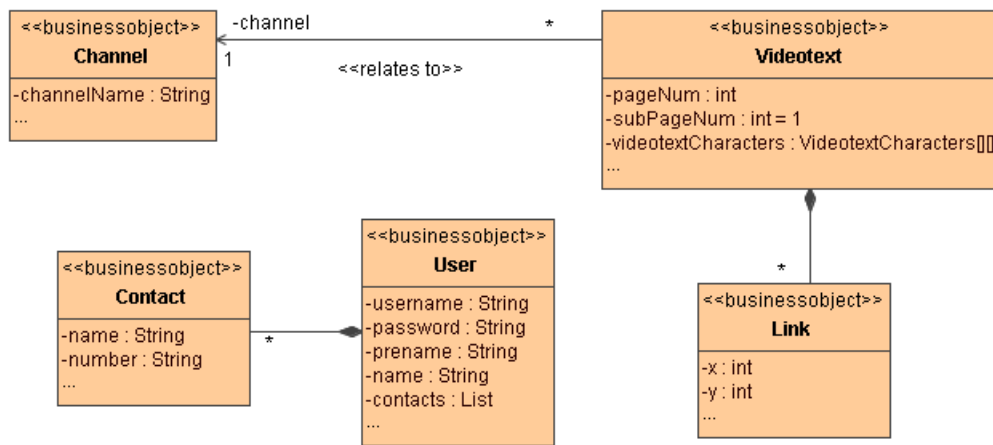 <<businessobject>>
Channel
-channelName : String
...
-channel
1
*
<<relates to>>
<<businessobject>>
Videotext
-pageNum : int
-subPageNum : int = 1
-videotextCharacters : VideotextCharacters[][]
...
*
<<businessobject>>
Contact
-name : String
-number : String
...
*
<<businessobject>>
User
-username : String
-password : String
-prename : String
-name : String
-contacts : List
...
<<businessobject>>
Link
-x : int
-y : int
...